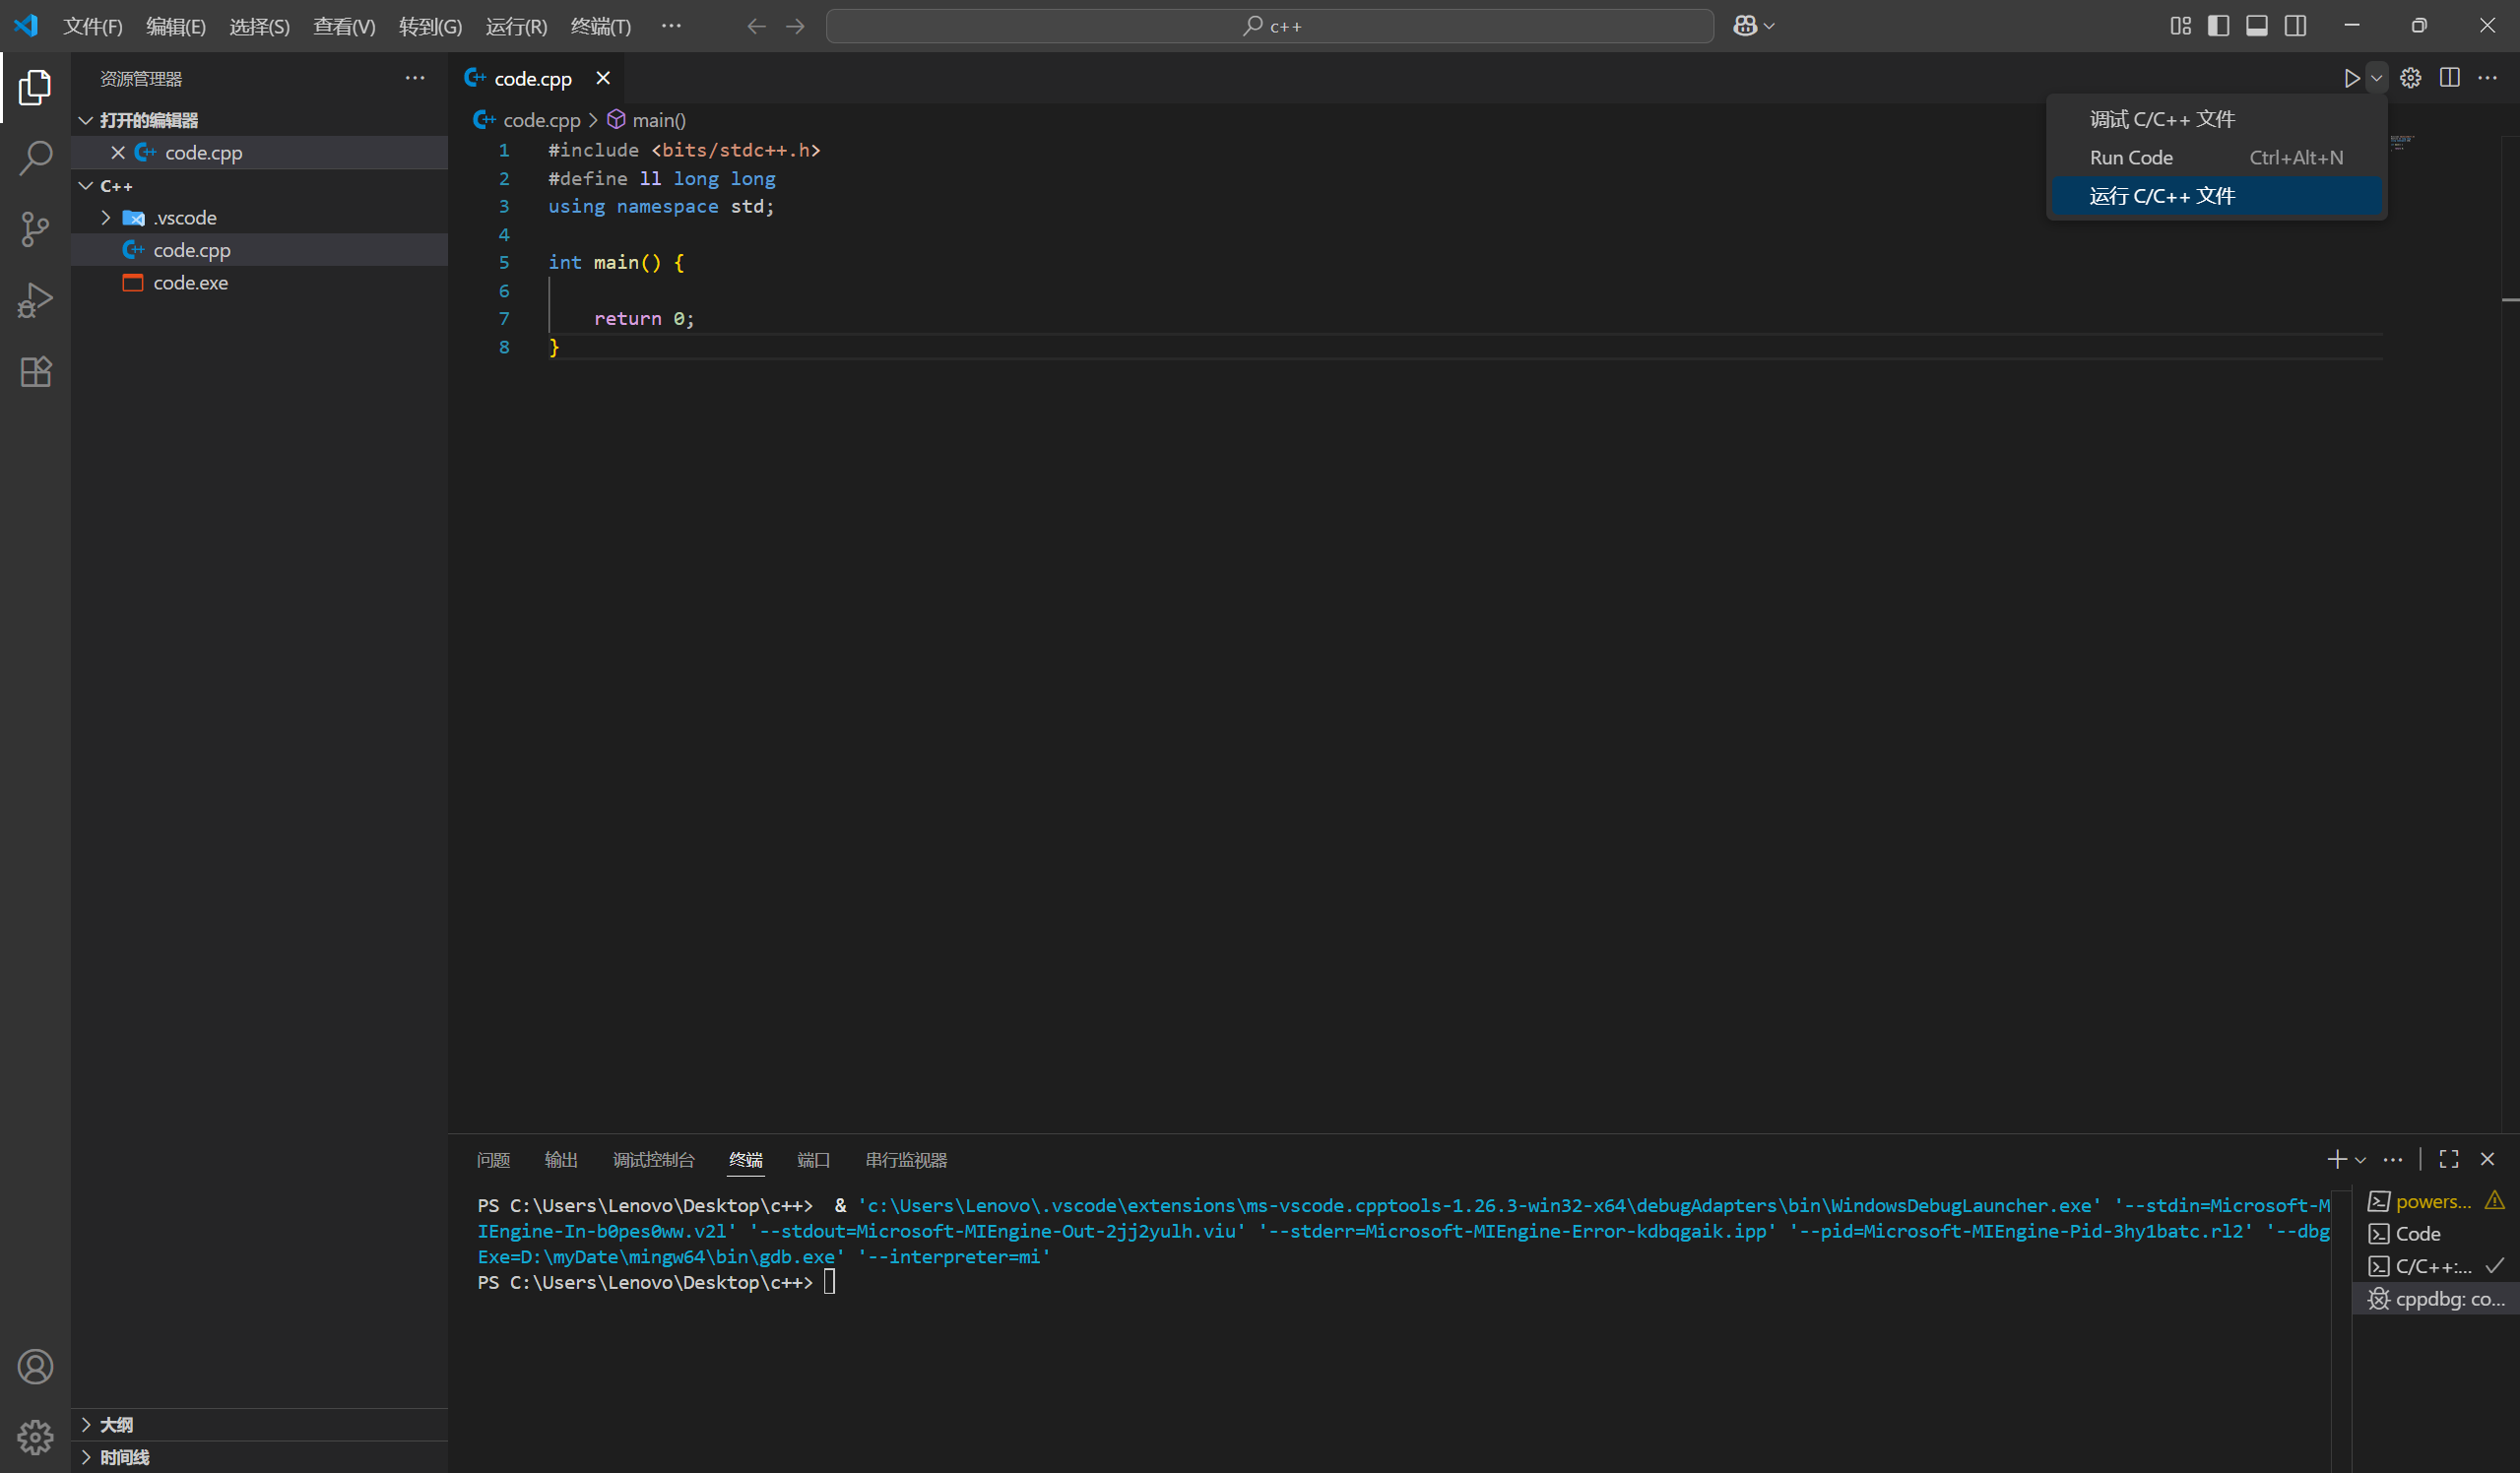 文件(F) 编辑(E) 选择(S) 查看(V) 转到(G) 运行(R) 终端(T) ···
c++
资源管理器
打开的编辑器
code.cpp
C++
.vscode
code.cpp
code.exe
大纲
时间线
code.cpp
code.cpp > main()
1 #include <bits/stdc++.h>
2 #define ll long long
3 using namespace std;
4
5 int main() {
6
7     return 0;
8 }
调试 C/C++ 文件
Run Code Ctrl+Alt+N
运行 C/C++ 文件
问题 输出 调试控制台 终端 端口 串行监视器
PS C:\Users\Lenovo\Desktop\c++>  & 'c:\Users\Lenovo\.vscode\extensions\ms-vscode.cpptools-1.26.3-win32-x64\debugAdapters\bin\WindowsDebugLauncher.exe' '--stdin=Microsoft-M
IEngine-In-b0pes0ww.v2l' '--stdout=Microsoft-MIEngine-Out-2jj2yulh.viu' '--stderr=Microsoft-MIEngine-Error-kdbqgaik.ipp' '--pid=Microsoft-MIEngine-Pid-3hy1batc.rl2' '--dbg
Exe=D:\myDate\mingw64\bin\gdb.exe' '--interpreter=mi'
PS C:\Users\Lenovo\Desktop\c++>
powers...
Code
C/C++:...
cppdbg: co...